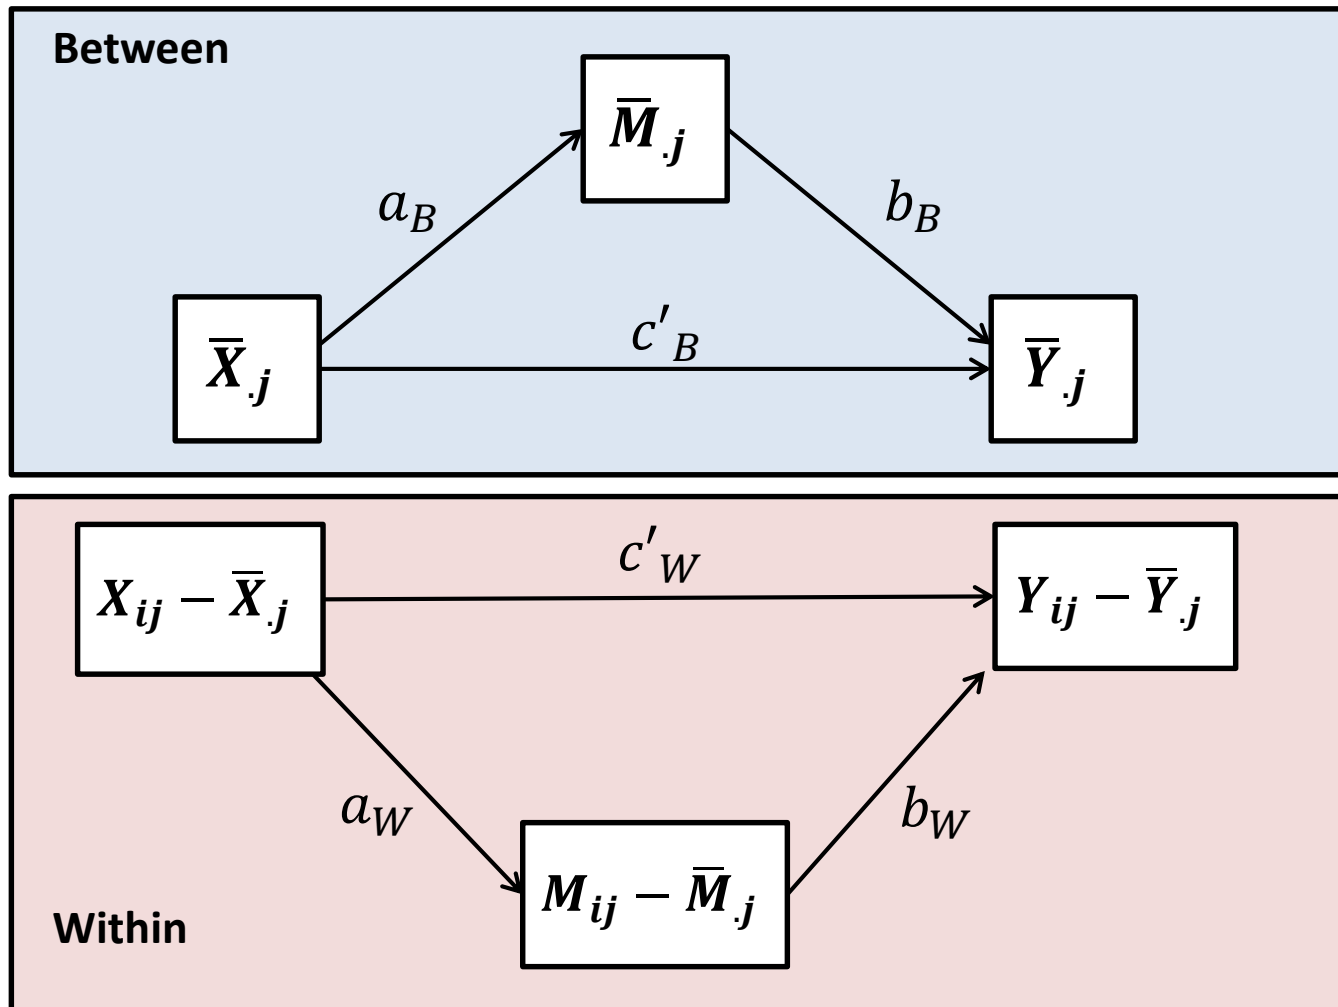 Between
M̅.j
a_B
b_B
c′_B
X̅.j
Y̅.j
c′_W
X_ij − X̅.j
Y_ij − Y̅.j
a_W
b_W
M_ij − M̅.j
Within